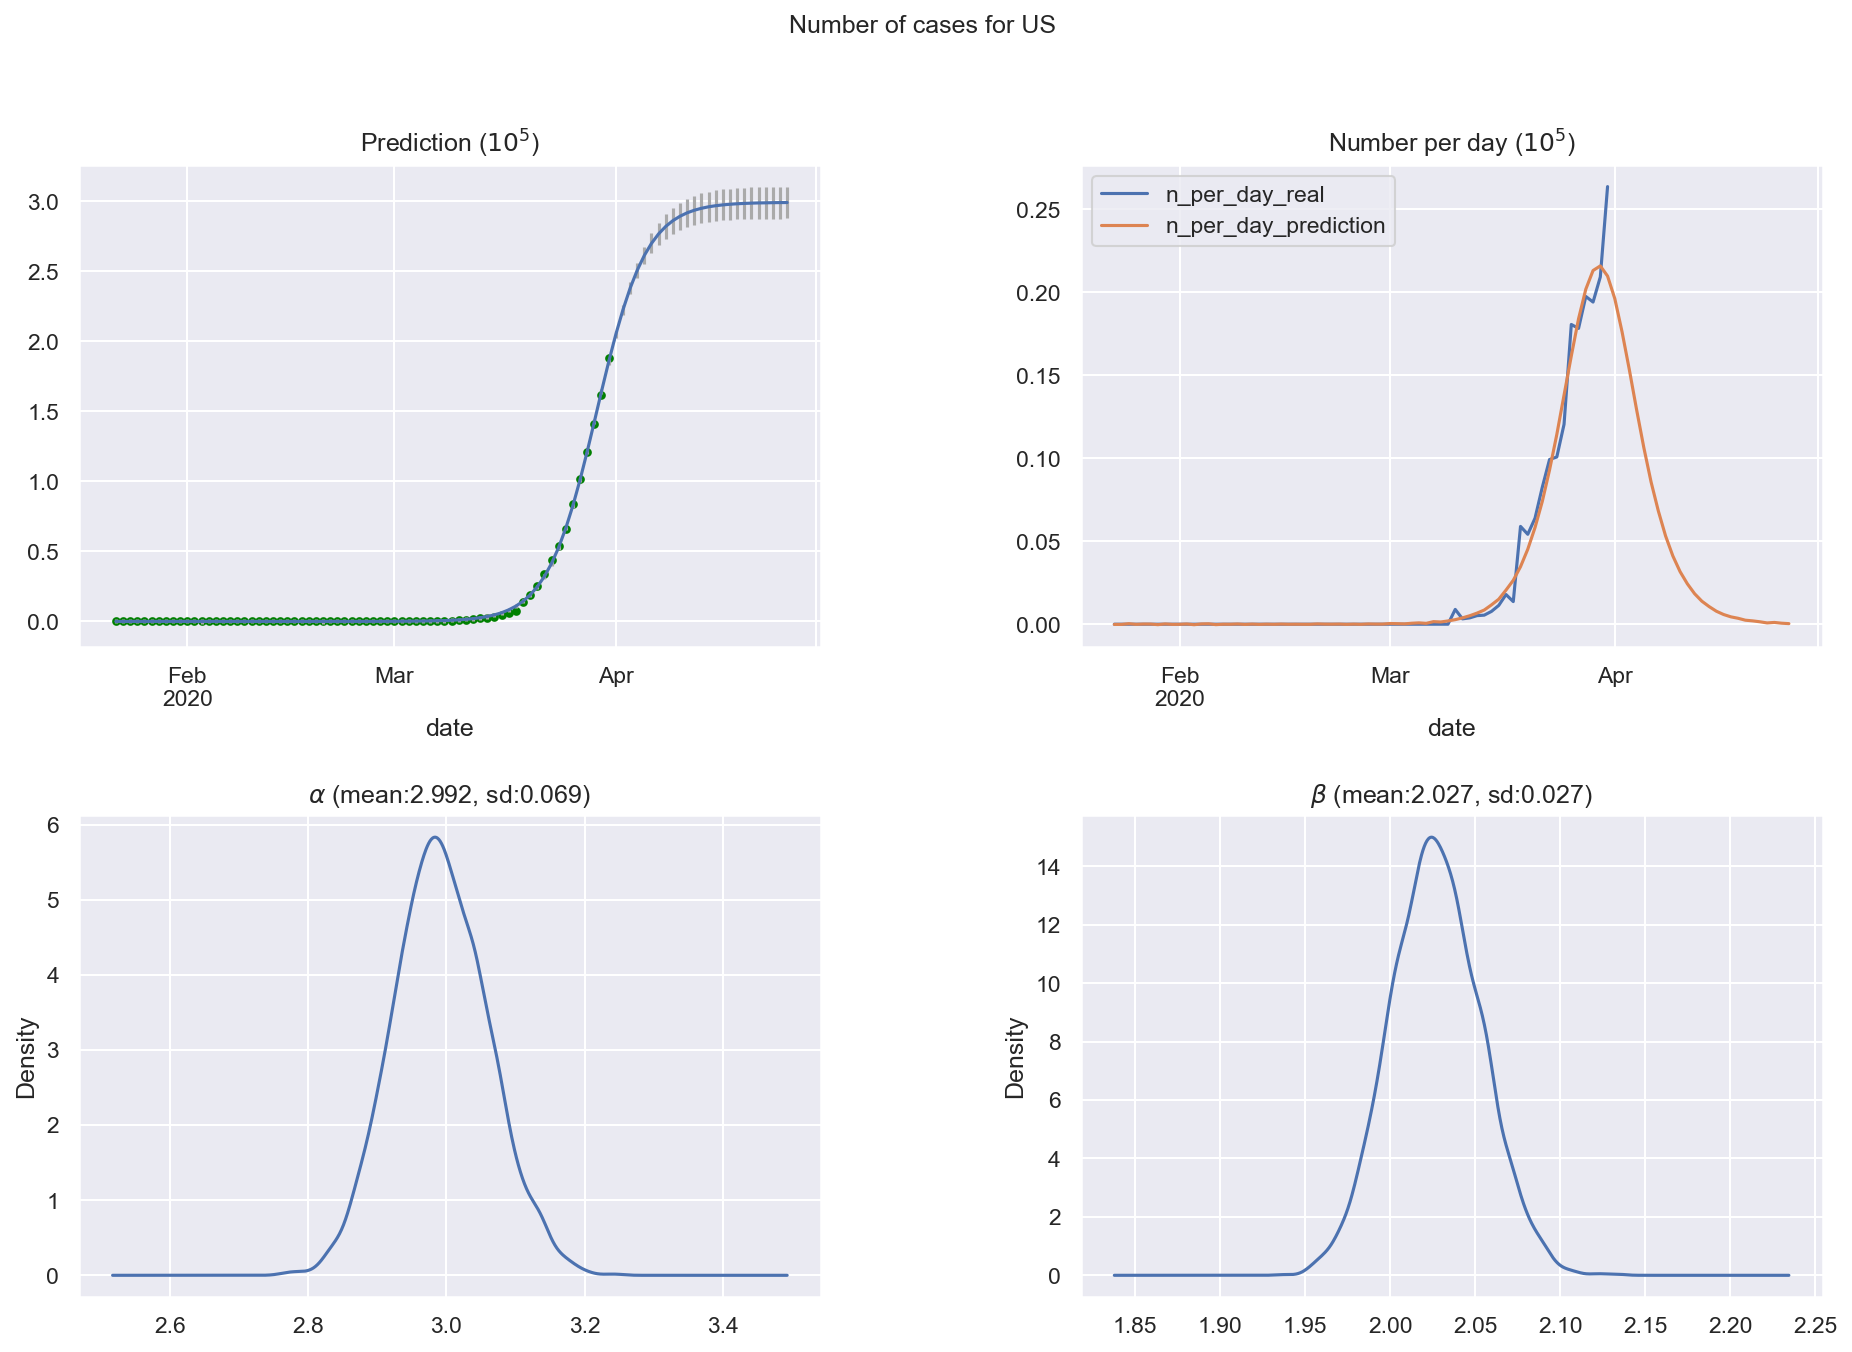 Number of cases for US
Prediction (10^5)
3.0
2.5
2.0
1.5
1.0
0.5
0.0
Feb
2020
Mar
Apr
date
Number per day (10^5)
n_per_day_real
n_per_day_prediction
0.25
0.20
0.15
0.10
0.05
0.00
Feb
2020
Mar
Apr
date
α (mean:2.992, sd:0.069)
Density
6
5
4
3
2
1
0
2.6 2.8 3.0 3.2 3.4
β (mean:2.027, sd:0.027)
Density
14
12
10
8
6
4
2
0
1.85 1.90 1.95 2.00 2.05 2.10 2.15 2.20 2.25